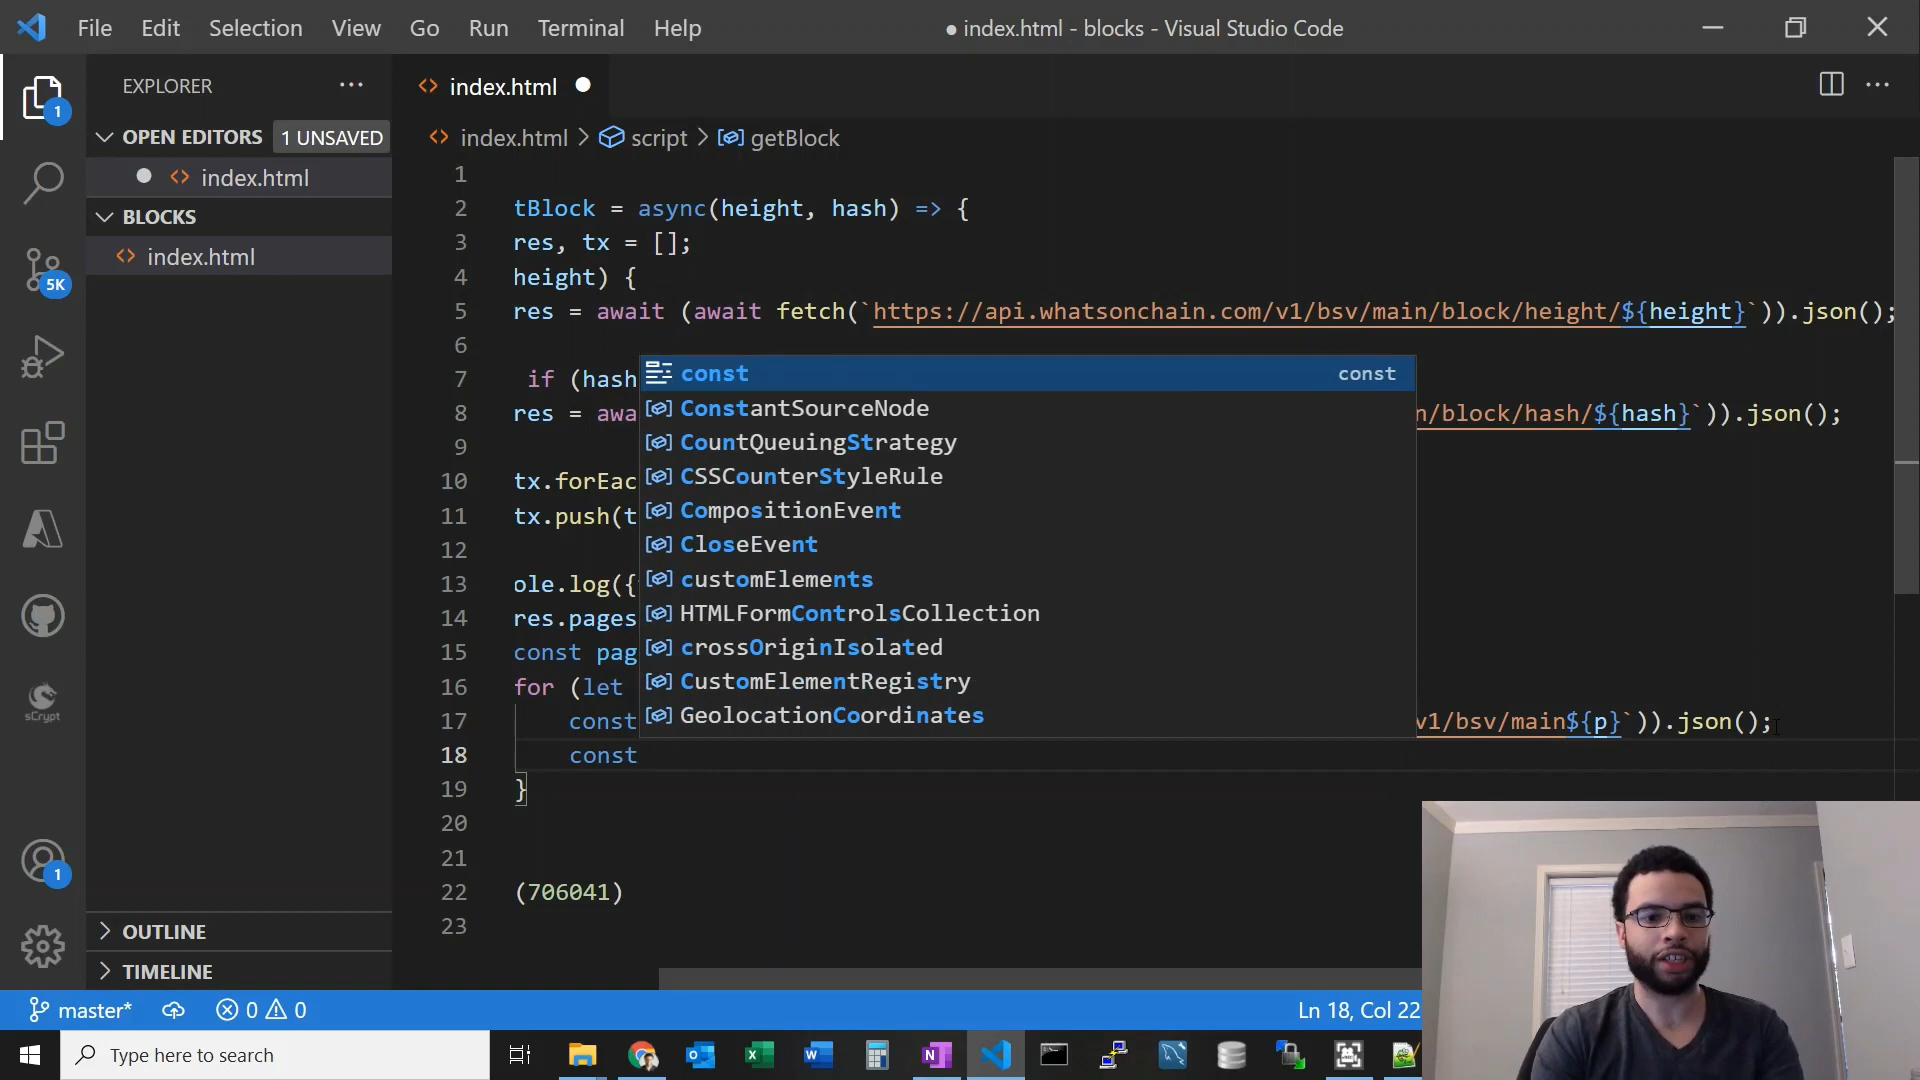 File Edit Selection View Go Run Terminal Help
● index.html - blocks - Visual Studio Code
EXPLORER
index.html
OPEN EDITORS 1 UNSAVED
index.html > script > getBlock
index.html
BLOCKS
index.html
1
2 tBlock = async(height, hash) => {
3 res, tx = [];
4 height) {
5 res = await (await fetch(`https://api.whatsonchain.com/v1/bsv/main/block/height/${height}`)).json();
6
7 if (hash
8 res = awa n/block/hash/${hash}`)).json();
9
10 tx.forEac
11 tx.push(t
12
13 ole.log({
14 res.pages
15 const pag
16 for (let
17 const v1/bsv/main${p}`)).json();
18 const
19 }
20
21
22 (706041)
23
const const
ConstantSourceNode
CountQueuingStrategy
CSSCounterStyleRule
CompositionEvent
CloseEvent
customElements
HTMLFormControlsCollection
crossOriginIsolated
CustomElementRegistry
GeolocationCoordinates
1
5K
sCrypt
1
OUTLINE
TIMELINE
master* 0 0
Ln 18, Col 22
Type here to search